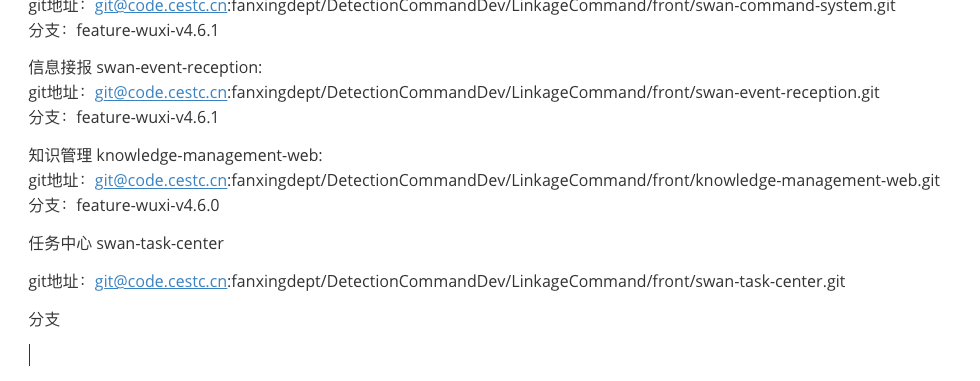 git地址：git@code.cestc.cn:fanxingdept/DetectionCommandDev/LinkageCommand/front/swan-command-system.git
分支：feature-wuxi-v4.6.1
信息接报 swan-event-reception:
git地址：git@code.cestc.cn:fanxingdept/DetectionCommandDev/LinkageCommand/front/swan-event-reception.git
分支：feature-wuxi-v4.6.1
知识管理 knowledge-management-web:
git地址：git@code.cestc.cn:fanxingdept/DetectionCommandDev/LinkageCommand/front/knowledge-management-web.git
分支：feature-wuxi-v4.6.0
任务中心 swan-task-center
git地址：git@code.cestc.cn:fanxingdept/DetectionCommandDev/LinkageCommand/front/swan-task-center.git
分支